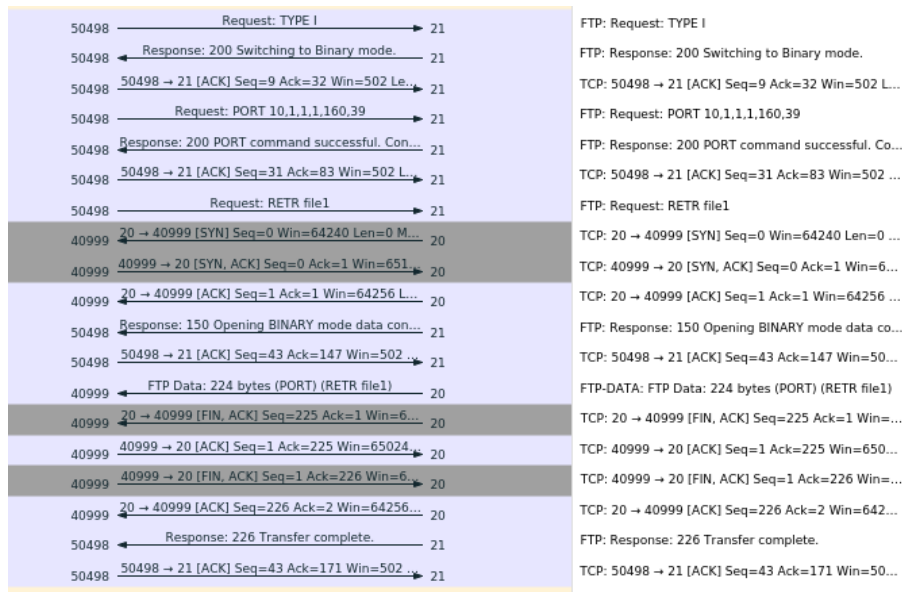 50498 Request: TYPE I 21 FTP: Request: TYPE I
50498 Response: 200 Switching to Binary mode. 21 FTP: Response: 200 Switching to Binary mode.
50498 50498 → 21 [ACK] Seq=9 Ack=32 Win=502 Le... 21 TCP: 50498 → 21 [ACK] Seq=9 Ack=32 Win=502 L...
50498 Request: PORT 10,1,1,1,160,39 21 FTP: Request: PORT 10,1,1,1,160,39
50498 Response: 200 PORT command successful. Con... 21 FTP: Response: 200 PORT command successful. Co...
50498 50498 → 21 [ACK] Seq=31 Ack=83 Win=502 L... 21 TCP: 50498 → 21 [ACK] Seq=31 Ack=83 Win=502 ...
50498 Request: RETR file1 21 FTP: Request: RETR file1
40999 20 → 40999 [SYN] Seq=0 Win=64240 Len=0 M... 20 TCP: 20 → 40999 [SYN] Seq=0 Win=64240 Len=0 ...
40999 40999 → 20 [SYN, ACK] Seq=0 Ack=1 Win=651... 20 TCP: 40999 → 20 [SYN, ACK] Seq=0 Ack=1 Win=6...
40999 20 → 40999 [ACK] Seq=1 Ack=1 Win=64256 L... 20 TCP: 20 → 40999 [ACK] Seq=1 Ack=1 Win=64256 ...
50498 Response: 150 Opening BINARY mode data con... 21 FTP: Response: 150 Opening BINARY mode data co...
50498 50498 → 21 [ACK] Seq=43 Ack=147 Win=502 ... 21 TCP: 50498 → 21 [ACK] Seq=43 Ack=147 Win=50...
40999 FTP Data: 224 bytes (PORT) (RETR file1) 20 FTP-DATA: FTP Data: 224 bytes (PORT) (RETR file1)
40999 20 → 40999 [FIN, ACK] Seq=225 Ack=1 Win=6... 20 TCP: 20 → 40999 [FIN, ACK] Seq=225 Ack=1 Win=...
40999 40999 → 20 [ACK] Seq=1 Ack=225 Win=65024... 20 TCP: 40999 → 20 [ACK] Seq=1 Ack=225 Win=650...
40999 40999 → 20 [FIN, ACK] Seq=1 Ack=226 Win=6... 20 TCP: 40999 → 20 [FIN, ACK] Seq=1 Ack=226 Win=...
40999 20 → 40999 [ACK] Seq=226 Ack=2 Win=64256... 20 TCP: 20 → 40999 [ACK] Seq=226 Ack=2 Win=642...
50498 Response: 226 Transfer complete. 21 FTP: Response: 226 Transfer complete.
50498 50498 → 21 [ACK] Seq=43 Ack=171 Win=502 ... 21 TCP: 50498 → 21 [ACK] Seq=43 Ack=171 Win=50...